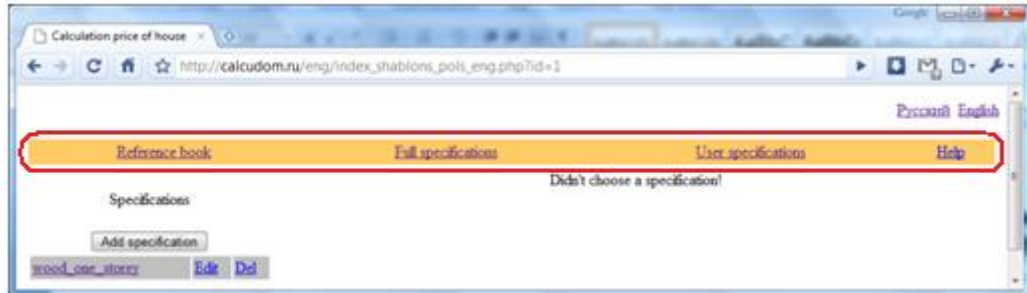 Google
Calculation price of house
http://calcudom.ru/eng/index_shablons_pols_eng.php?id=1
Русский English
Reference book Full specifications User specifications Help
Didn't choose a specification!
Specifications
Add specification
wood_one_storey Edit Del